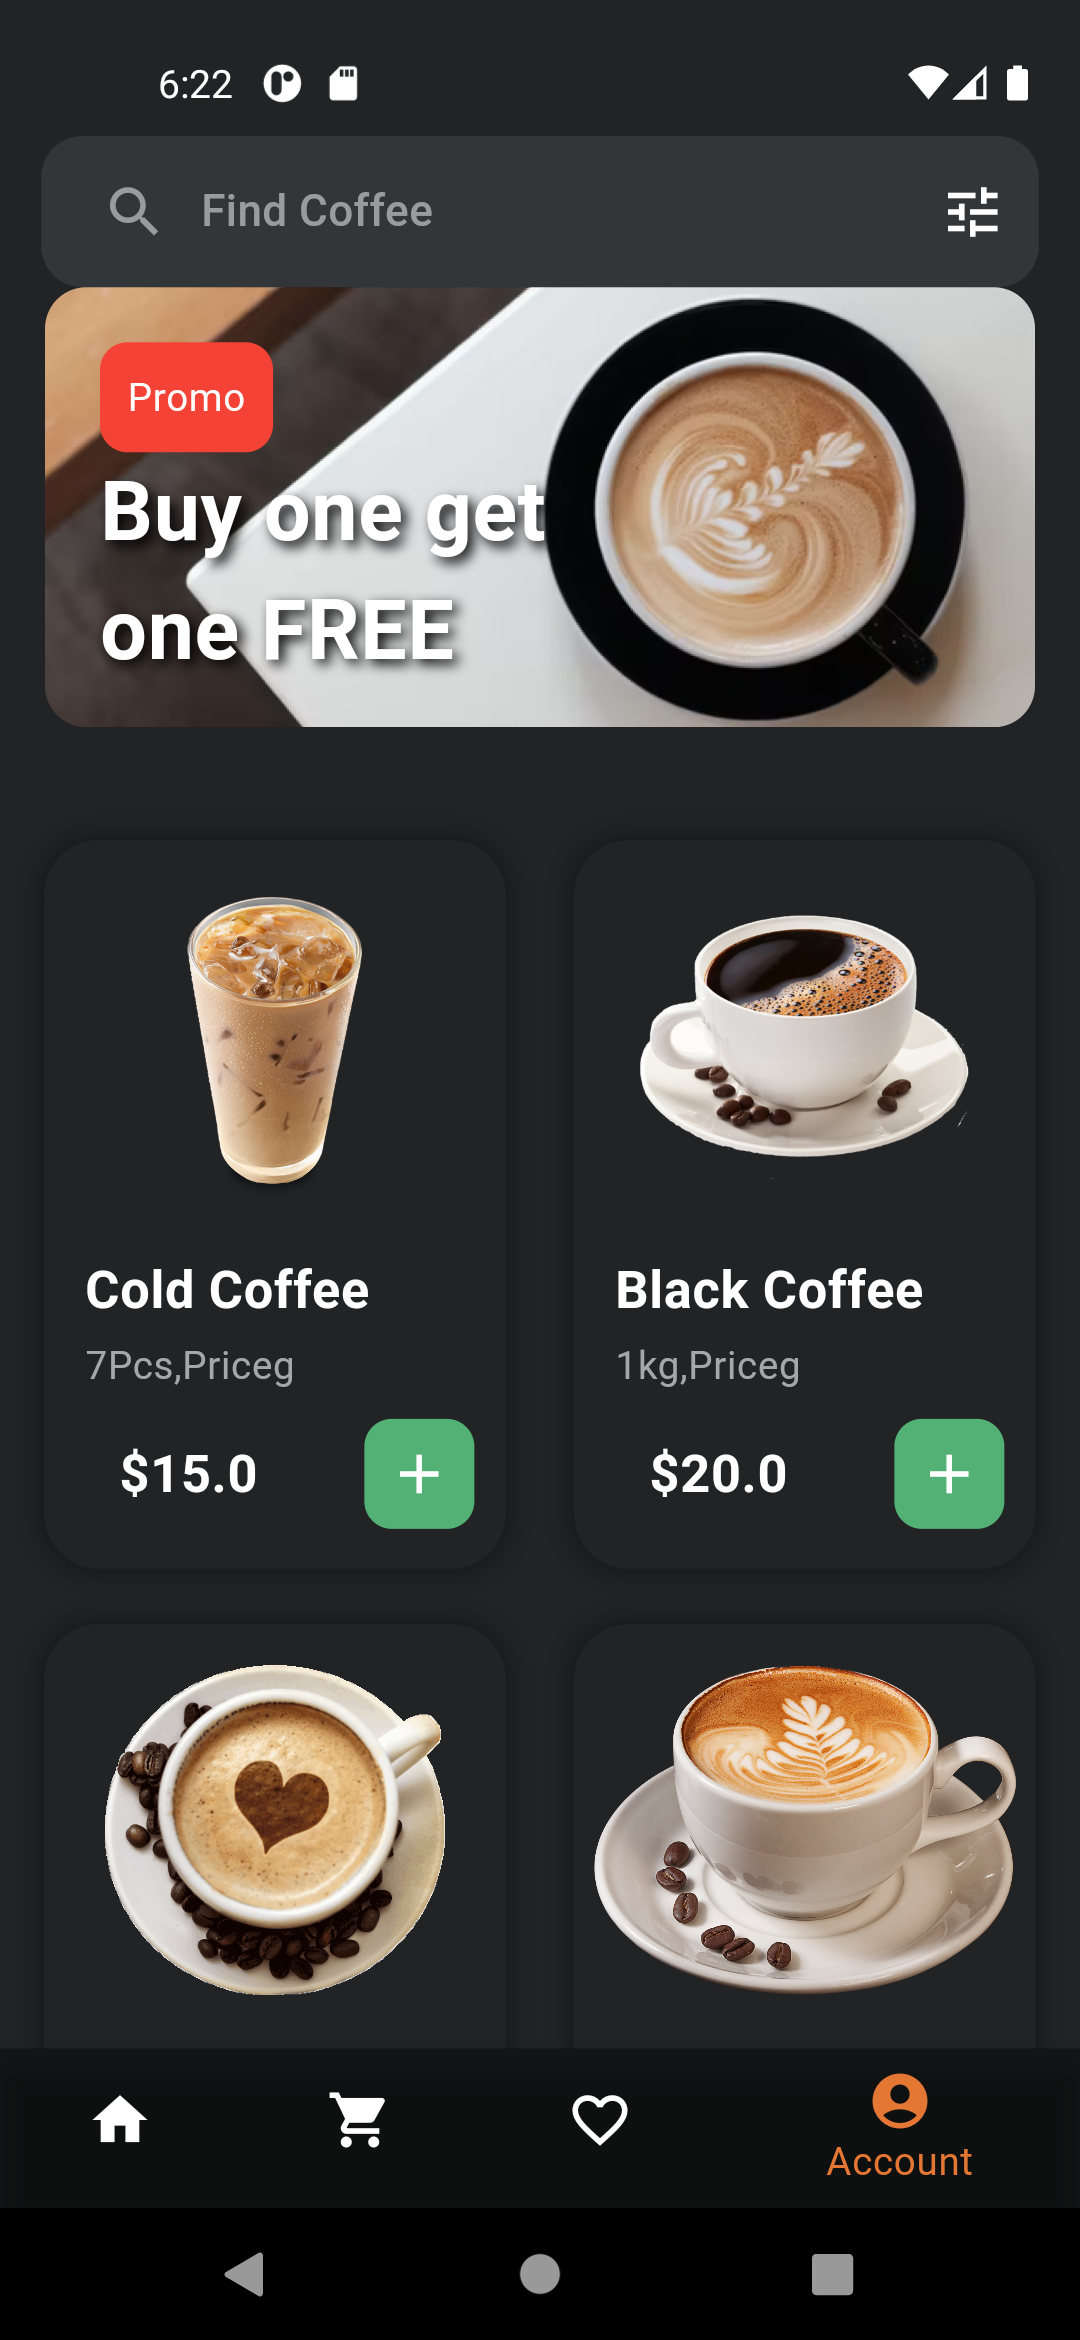 6:22
Find Coffee
Promo
Buy one get
one FREE
Cold Coffee
7Pcs,Priceg
$15.0
Black Coffee
1kg,Priceg
$20.0
Account